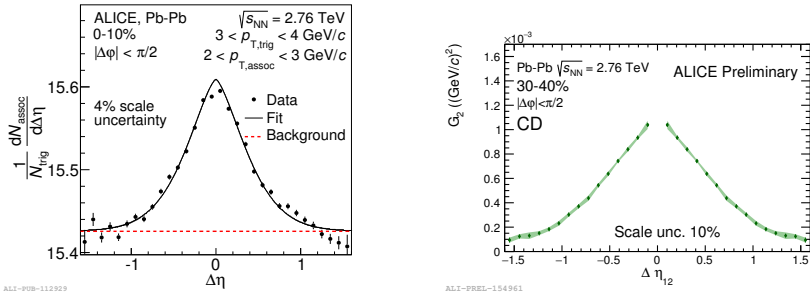 ALICE, Pb-Pb
0-10%
|Δφ| < π/2
√sNN = 2.76 TeV
3 < pT,trig < 4 GeV/c
2 < pT,assoc < 3 GeV/c
4% scale
uncertainty
Data
Fit
Background
1/Ntrig dNassoc/dΔη
15.6
15.5
15.4
-1 0 1
Δη
ALI-PUB-112929
×10⁻³
G2 ((GeV/c)²)
Pb-Pb √sNN = 2.76 TeV
30-40%
|Δφ|<π/2
CD
ALICE Preliminary
Scale unc. 10%
1.6
1.4
1.2
1
0.8
0.6
0.4
0.2
0
−1.5 −1 −0.5 0 0.5 1 1.5
Δ η12
ALI-PREL-154961